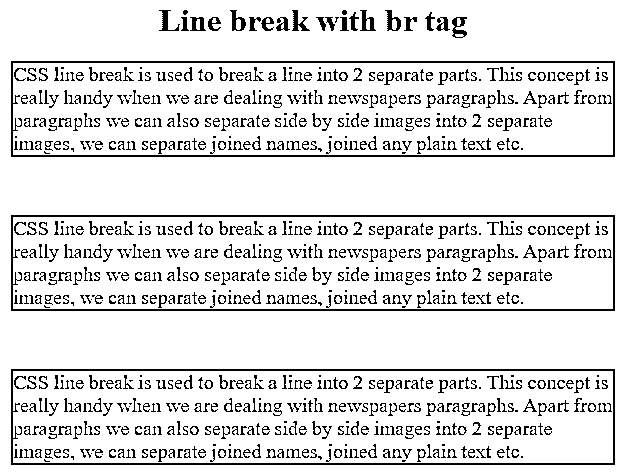 Line break with br tag
CSS line break is used to break a line into 2 separate parts. This concept is
really handy when we are dealing with newspapers paragraphs. Apart from
paragraphs we can also separate side by side images into 2 separate
images, we can separate joined names, joined any plain text etc.
CSS line break is used to break a line into 2 separate parts. This concept is
really handy when we are dealing with newspapers paragraphs. Apart from
paragraphs we can also separate side by side images into 2 separate
images, we can separate joined names, joined any plain text etc.
CSS line break is used to break a line into 2 separate parts. This concept is
really handy when we are dealing with newspapers paragraphs. Apart from
paragraphs we can also separate side by side images into 2 separate
images, we can separate joined names, joined any plain text etc.